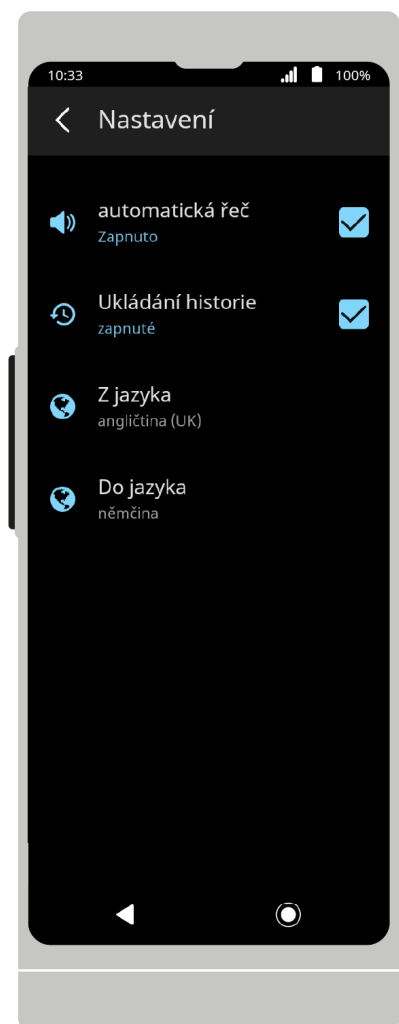 10:33
100%
Nastavení
automatická řeč
Zapnuto
Ukládání historie
zapnuté
Z jazyka
angličtina (UK)
Do jazyka
němčina